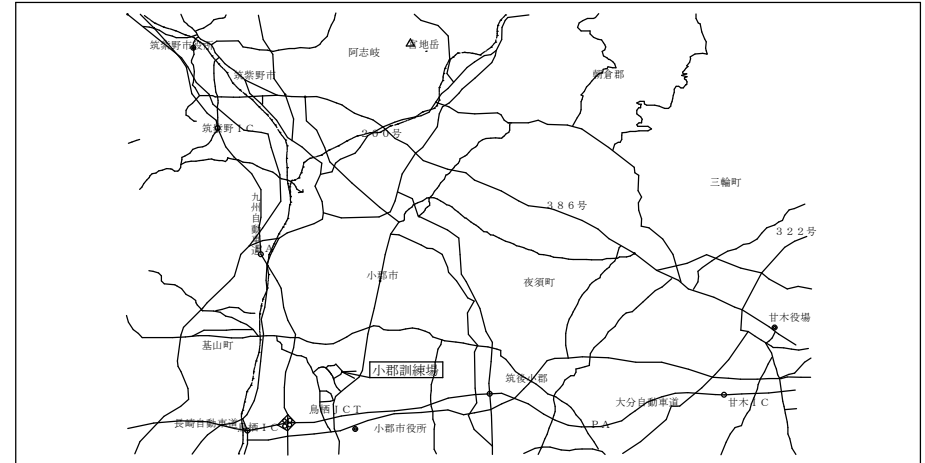 筑紫野市役所
阿志岐
宮地岳
筑紫野市
朝倉郡
筑紫野ＩＣ
２００号
三輪町
九州自動車道
３８６号
３２２号
小郡市
夜須町
甘木役場
基山町
小郡訓練場
筑後小郡
大分自動車道
甘木ＩＣ
鳥栖ＪＣＴ
長崎自動車道
鳥栖ＩＣ
小郡市役所
ＰＡ